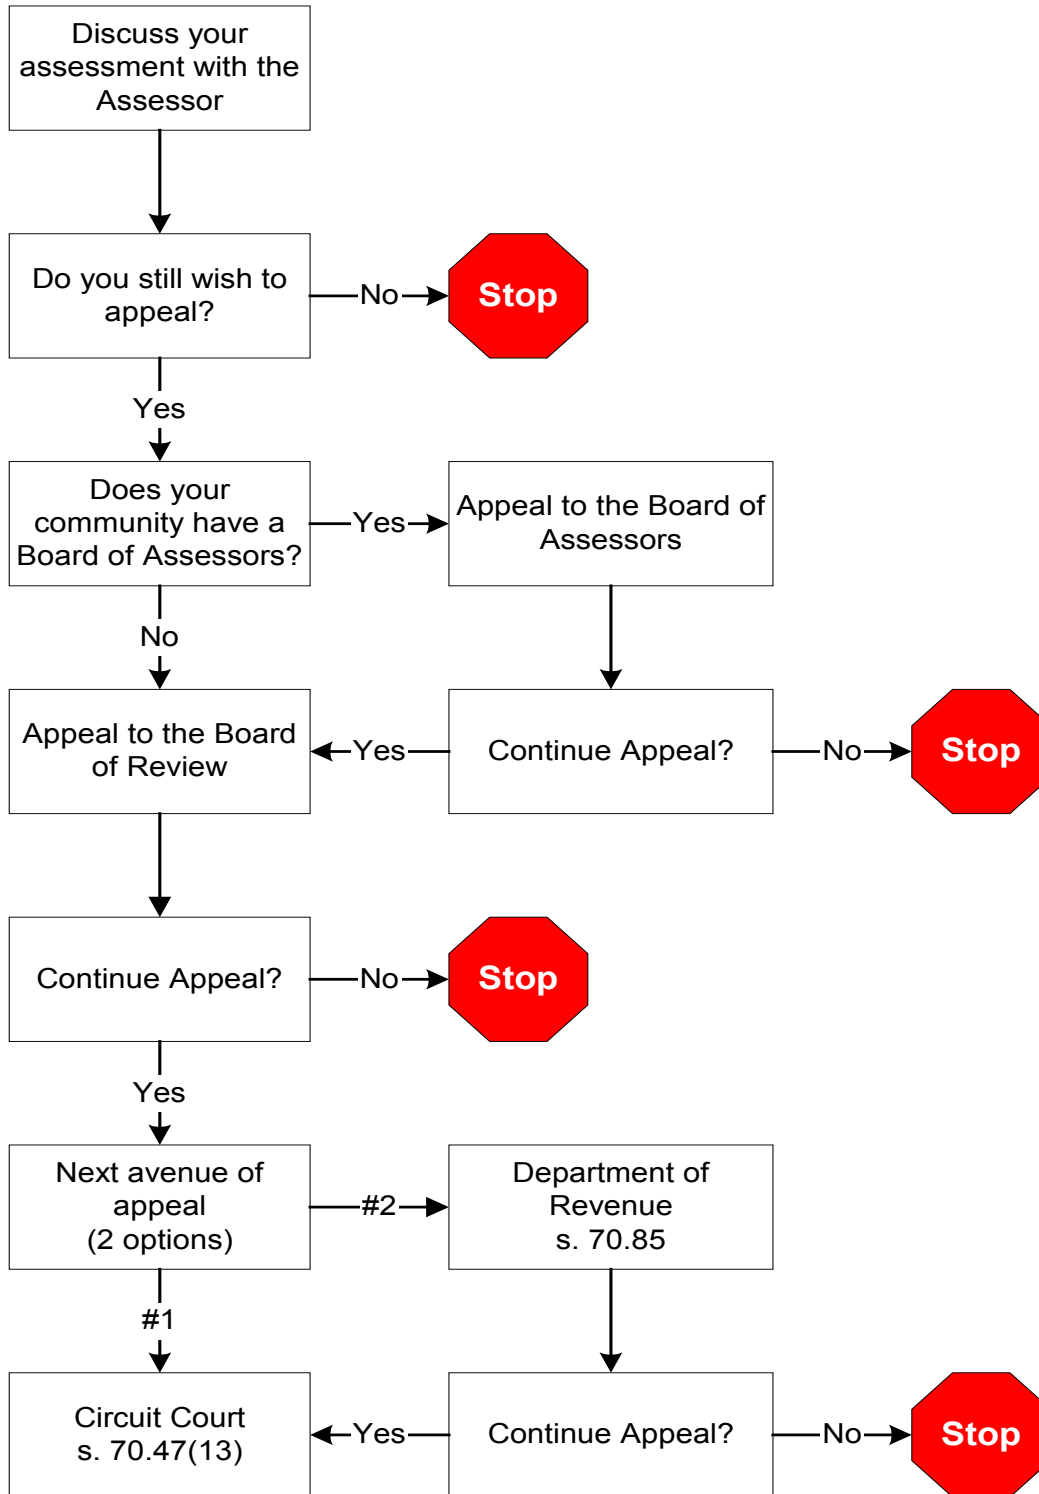 Discuss your
assessment with the
Assessor
Do you still wish to
appeal?
No
Stop
Yes
Does your
community have a
Board of Assessors?
Yes
Appeal to the Board of
Assessors
No
Appeal to the Board
of Review
Yes
Continue Appeal?
No
Stop
Continue Appeal?
No
Stop
Yes
Next avenue of
appeal
(2 options)
#2
Department of
Revenue
s. 70.85
#1
Circuit Court
s. 70.47(13)
Yes
Continue Appeal?
No
Stop